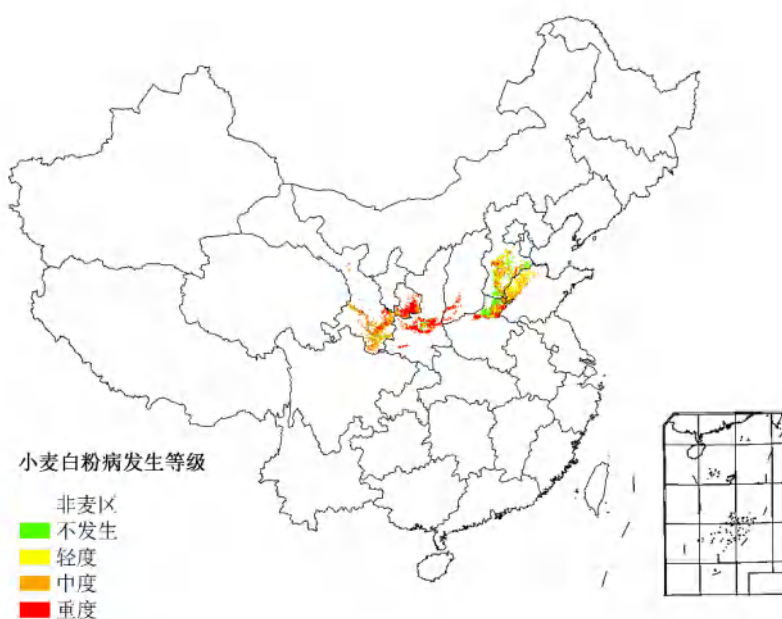 小麦白粉病发生等级
非麦区
不发生
轻度
中度
重度